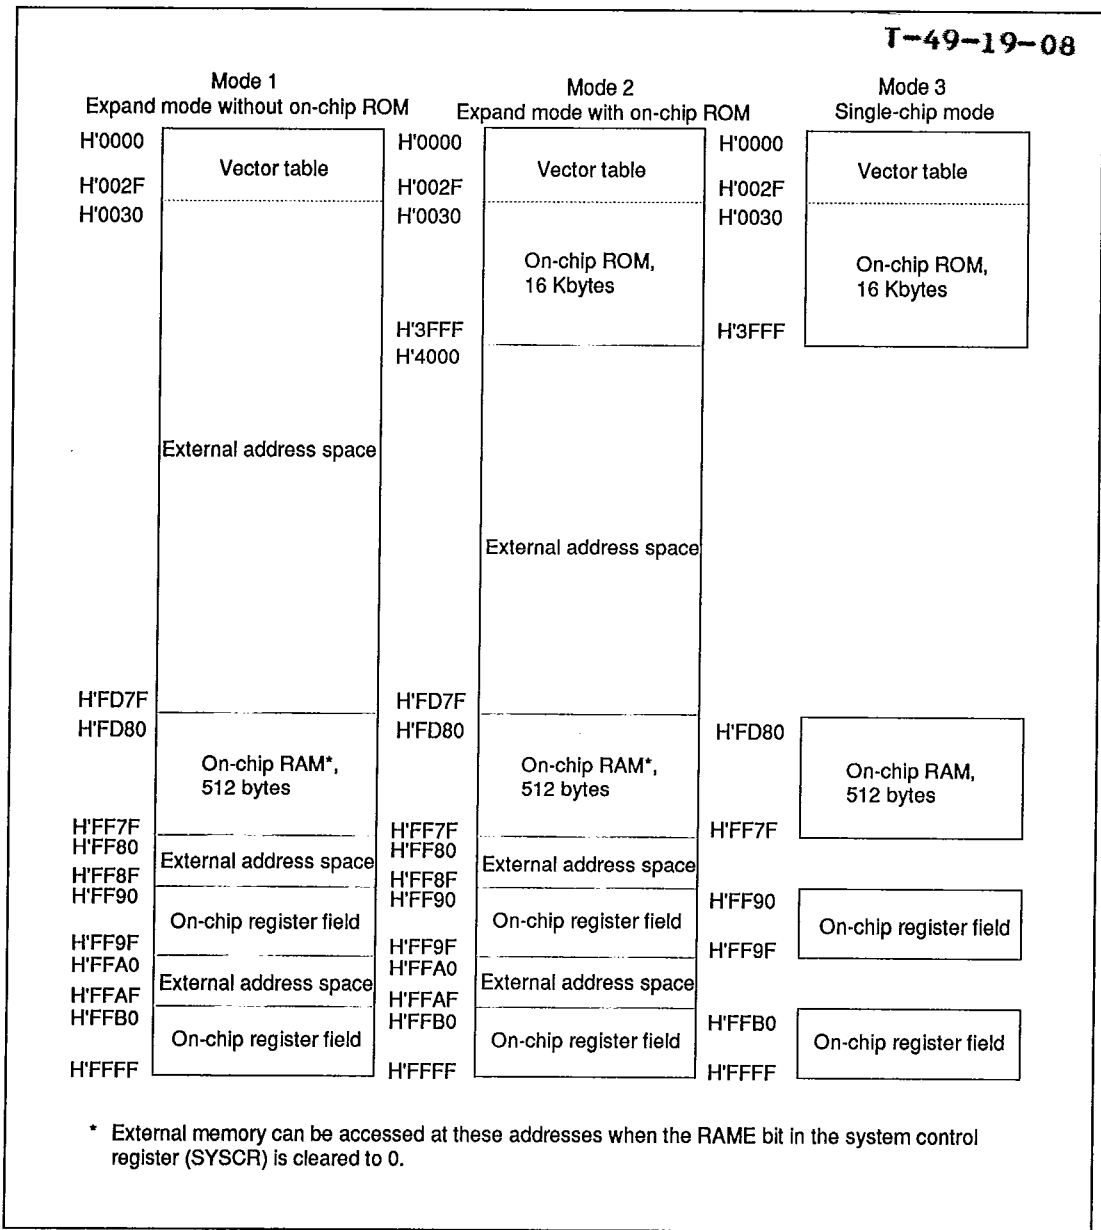 T-49-19-08
Mode 1
Expand mode without on-chip ROM
H'0000
Vector table
H'002F
H'0030
External address space
H'FD7F
H'FD80
On-chip RAM*,
512 bytes
H'FF7F
H'FF80
External address space
H'FF8F
H'FF90
On-chip register field
H'FF9F
H'FFA0
External address space
H'FFAF
H'FFB0
On-chip register field
H'FFFF
Mode 2
Expand mode with on-chip ROM
H'0000
Vector table
H'002F
H'0030
On-chip ROM,
16 Kbytes
H'3FFF
H'4000
External address space
H'FD7F
H'FD80
On-chip RAM*,
512 bytes
H'FF7F
H'FF80
External address space
H'FF8F
H'FF90
On-chip register field
H'FF9F
H'FFA0
External address space
H'FFAF
H'FFB0
On-chip register field
H'FFFF
Mode 3
Single-chip mode
H'0000
Vector table
H'002F
H'0030
On-chip ROM,
16 Kbytes
H'3FFF
H'FD80
On-chip RAM,
512 bytes
H'FF7F
H'FF90
On-chip register field
H'FF9F
H'FFB0
On-chip register field
H'FFFF
* External memory can be accessed at these addresses when the RAME bit in the system control
register (SYSCR) is cleared to 0.